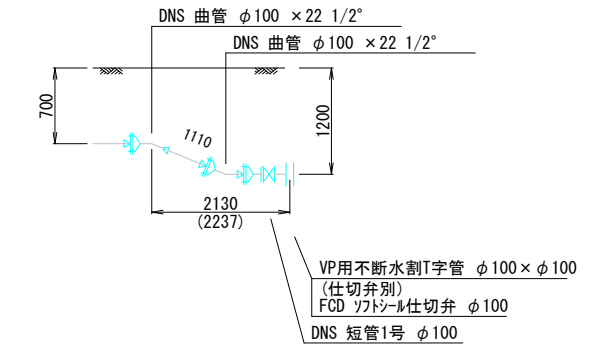 DNS 曲管 φ100 ×22 1/2°
DNS 曲管 φ100 ×22 1/2°
700
1200
1110
2130
(2237)
VP用不断水割T字管 φ100×φ100
(仕切弁別)
FCD ソフトシール仕切弁 φ100
DNS 短管1号 φ100